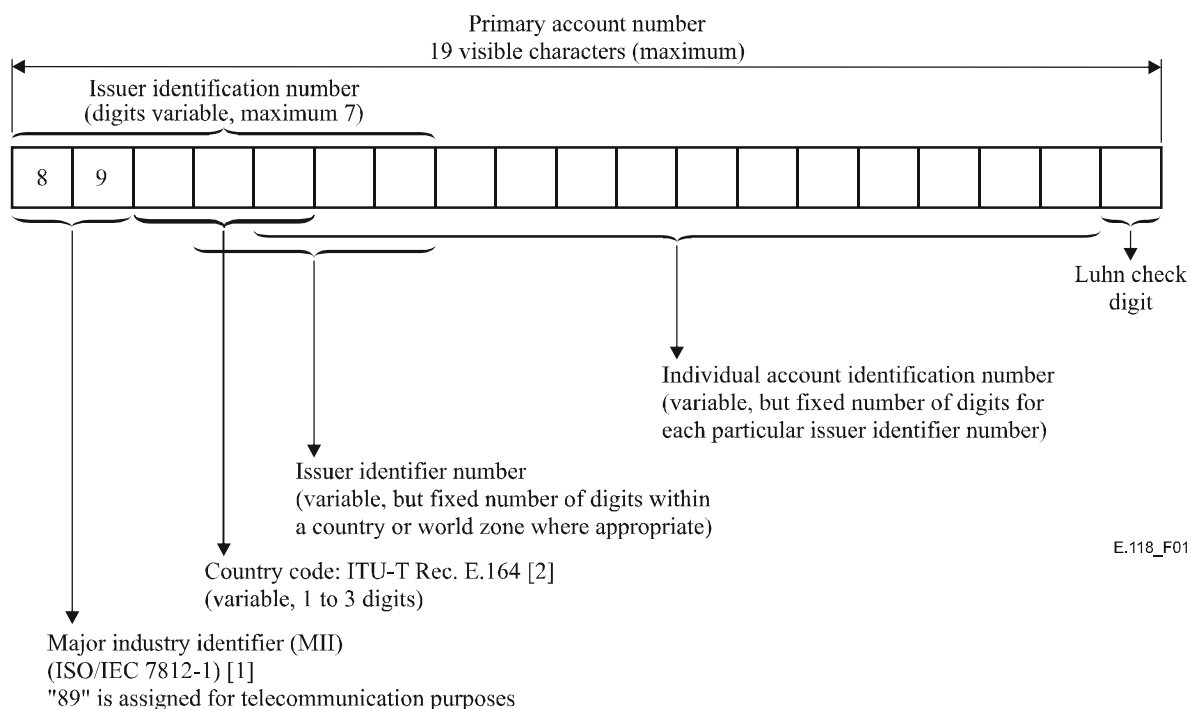 Primary account number
19 visible characters (maximum)
Issuer identification number
(digits variable, maximum 7)
8 9
Luhn check
digit
Individual account identification number
(variable, but fixed number of digits for
each particular issuer identifier number)
Issuer identifier number
(variable, but fixed number of digits within
a country or world zone where appropriate)
E.118_F01
Country code: ITU-T Rec. E.164 [2]
(variable, 1 to 3 digits)
Major industry identifier (MII)
(ISO/IEC 7812-1) [1]
"89" is assigned for telecommunication purposes